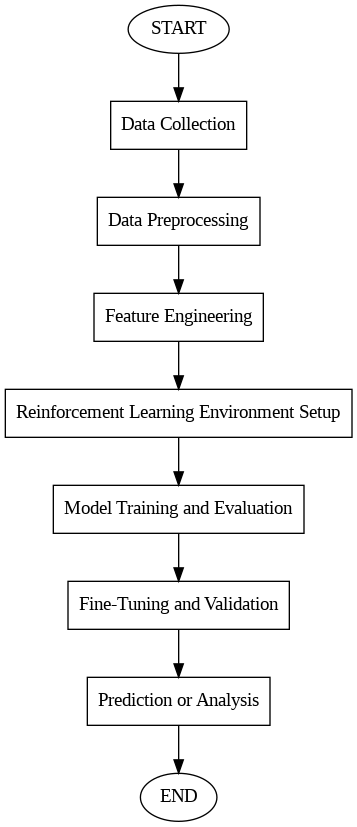 START
Data Collection
Data Preprocessing
Feature Engineering
Reinforcement Learning Environment Setup
Model Training and Evaluation
Fine-Tuning and Validation
Prediction or Analysis
END